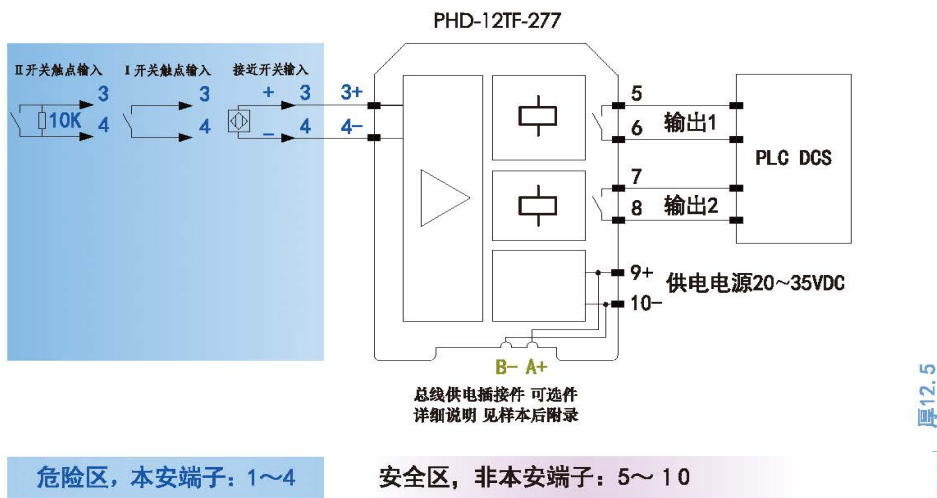 PHD-12TF-277
II开关触点输入 I开关触点输入 接近开关输入
3 3 + 3 3+
10K 4 4 - 4 4-
5
6 输出1
7
8 输出2
PLC DCS
9+
10-
供电电源20~35VDC
B- A+
总线供电插接件 可选件
详细说明 见样本后附录
厚12.5
危险区，本安端子：1～4 安全区，非本安端子：5～10